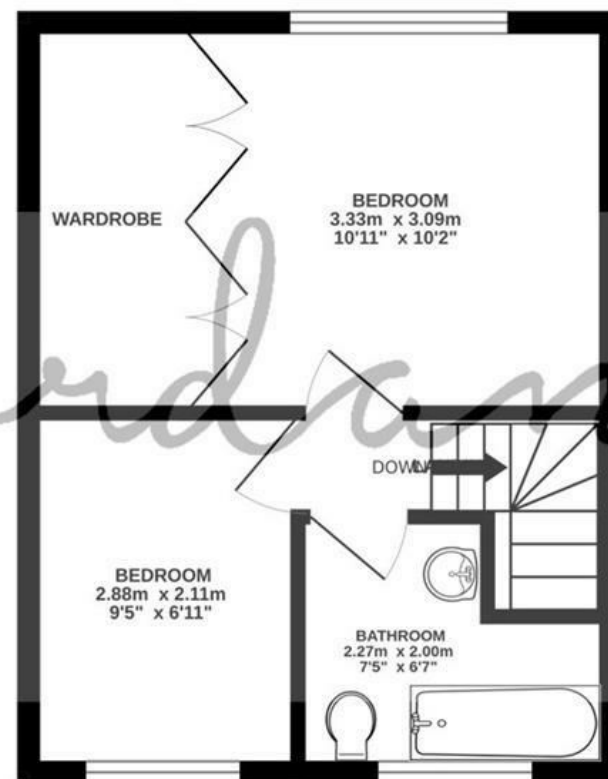 BEDROOM
3.33m x 3.09m
10'11" x 10'2"
WARDROBE
DOWN
BEDROOM
2.88m x 2.11m
9'5" x 6'11"
BATHROOM
2.27m x 2.00m
7'5" x 6'7"